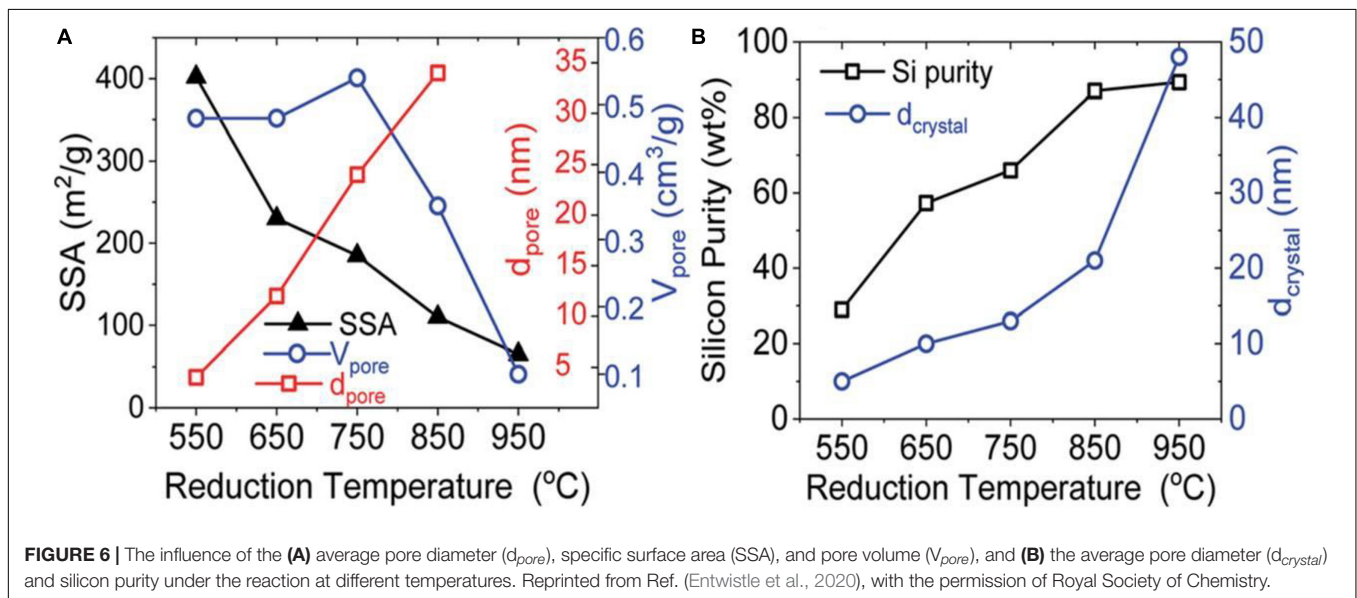 A
400
300
200
100
0
SSA (m²/g)
550 650 750 850 950
Reduction Temperature (ºC)
SSA
V_pore
d_pore
35
30
25
20
15
10
5
d_pore (nm)
0.6
0.5
0.4
0.3
0.2
0.1
V_pore (cm³/g)
B
100
80
60
40
20
0
Silicon Purity (wt%)
Si purity
d_crystal
550 650 750 850 950
Reduction Temperature (ºC)
50
40
30
20
10
0
d_crystal (nm)
FIGURE 6 | The influence of the (A) average pore diameter (d_pore), specific surface area (SSA), and pore volume (V_pore), and (B) the average pore diameter (d_crystal)
and silicon purity under the reaction at different temperatures. Reprinted from Ref. (Entwistle et al., 2020), with the permission of Royal Society of Chemistry.